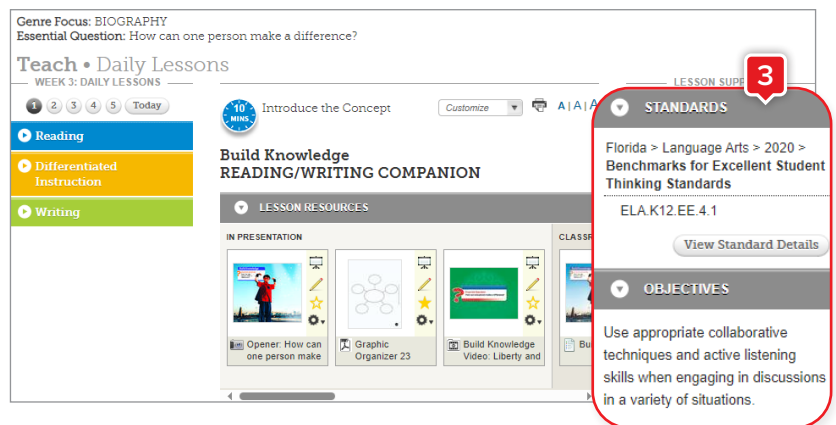 Genre Focus: BIOGRAPHY
Essential Question: How can one person make a difference?
Teach • Daily Lessons
WEEK 3: DAILY LESSONS
1 2 3 4 5 Today
Reading
Differentiated
Instruction
Writing
10
MINS
Introduce the Concept
Customize
A | A | A
Build Knowledge
READING/WRITING COMPANION
LESSON RESOURCES
IN PRESENTATION
Opener: How can
one person make
Graphic
Organizer 23
Build Knowledge
Video: Liberty and
CLASSR
Bu
LESSON SUPP
3
STANDARDS
Florida > Language Arts > 2020 >
Benchmarks for Excellent Student
Thinking Standards
ELA.K12.EE.4.1
View Standard Details
OBJECTIVES
Use appropriate collaborative
techniques and active listening
skills when engaging in discussions
in a variety of situations.